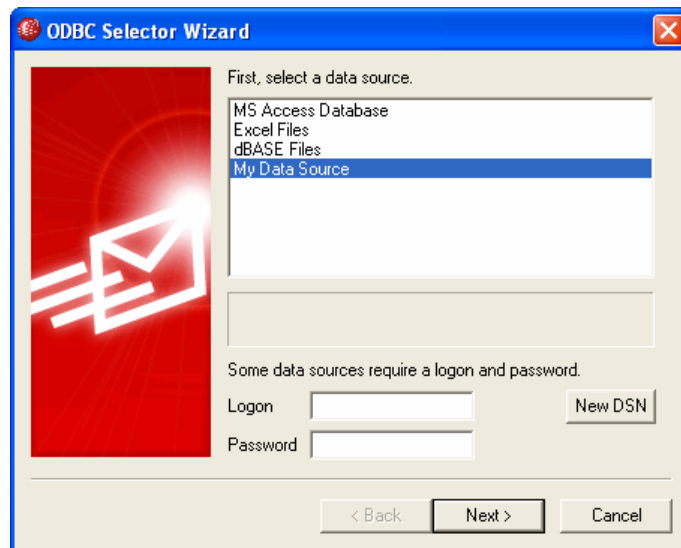 ODBC Selector Wizard
First, select a data source.
MS Access Database
Excel Files
dBASE Files
My Data Source
Some data sources require a logon and password.
Logon
New DSN
Password
< Back
Next >
Cancel